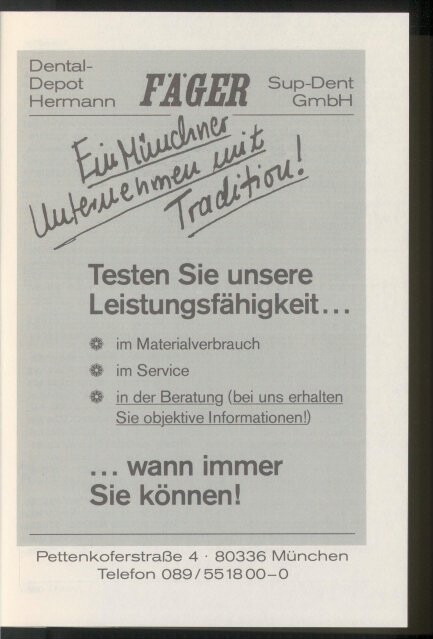 Dental-
Depot
Hermann
FÄGER
Sup-Dent
GmbH
Ein Münchner
Unternehmen mit
Tradition!
Testen Sie unsere
Leistungsfähigkeit...
im Materialverbrauch
im Service
in der Beratung (bei uns erhalten
Sie objektive Informationen!)
... wann immer
Sie können!
Pettenkoferstraße 4 · 80336 München
Telefon 089/551800-0